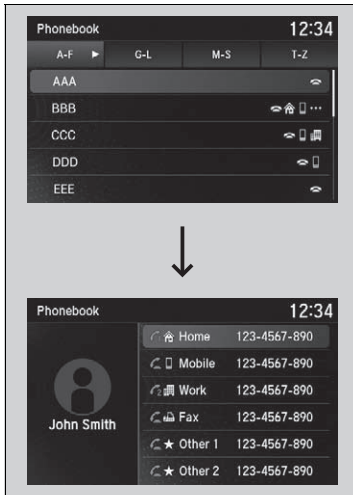 Phonebook 12:34
A-F G-L M-S T-Z
AAA
BBB
CCC
DDD
EEE
Phonebook 12:34
Home 123-4567-890
Mobile 123-4567-890
Work 123-4567-890
Fax 123-4567-890
John Smith
Other 1 123-4567-890
Other 2 123-4567-890